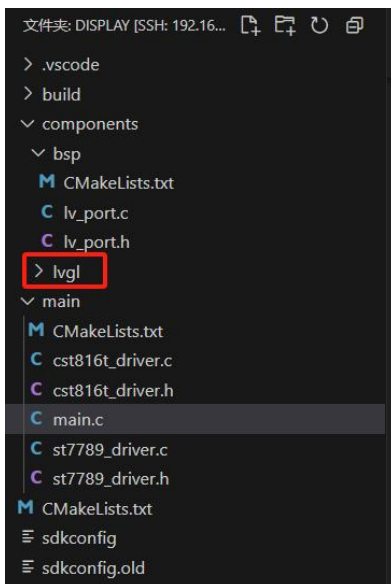 文件夹: DISPLAY [SSH: 192.16...
.vscode
build
components
bsp
M CMakeLists.txt
C lv_port.c
C lv_port.h
lvgl
main
M CMakeLists.txt
C cst816t_driver.c
C cst816t_driver.h
C main.c
C st7789_driver.c
C st7789_driver.h
M CMakeLists.txt
sdkconfig
sdkconfig.old